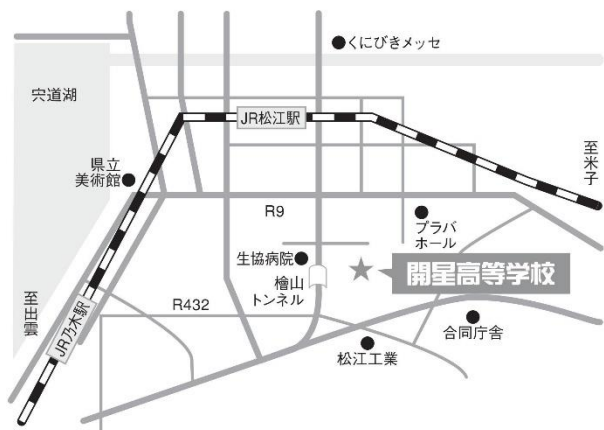 くにびきメッセ
宍道湖
JR松江駅
至米子
県立
美術館
R9
プラバ
ホール
生協病院
檜山
トンネル
開星高等学校
至出雲
JR乃木駅
R432
松江工業
合同庁舎